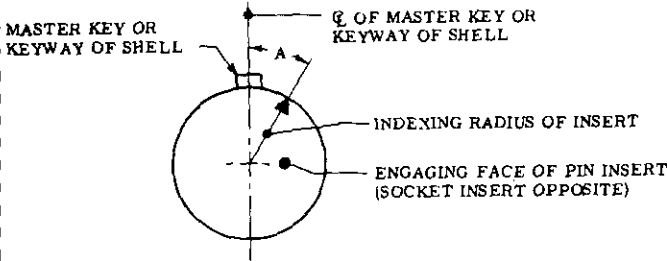 MASTER KEY OR
KEYWAY OF SHELL
℄ OF MASTER KEY OR
KEYWAY OF SHELL
A
INDEXING RADIUS OF INSERT
ENGAGING FACE OF PIN INSERT
(SOCKET INSERT OPPOSITE)